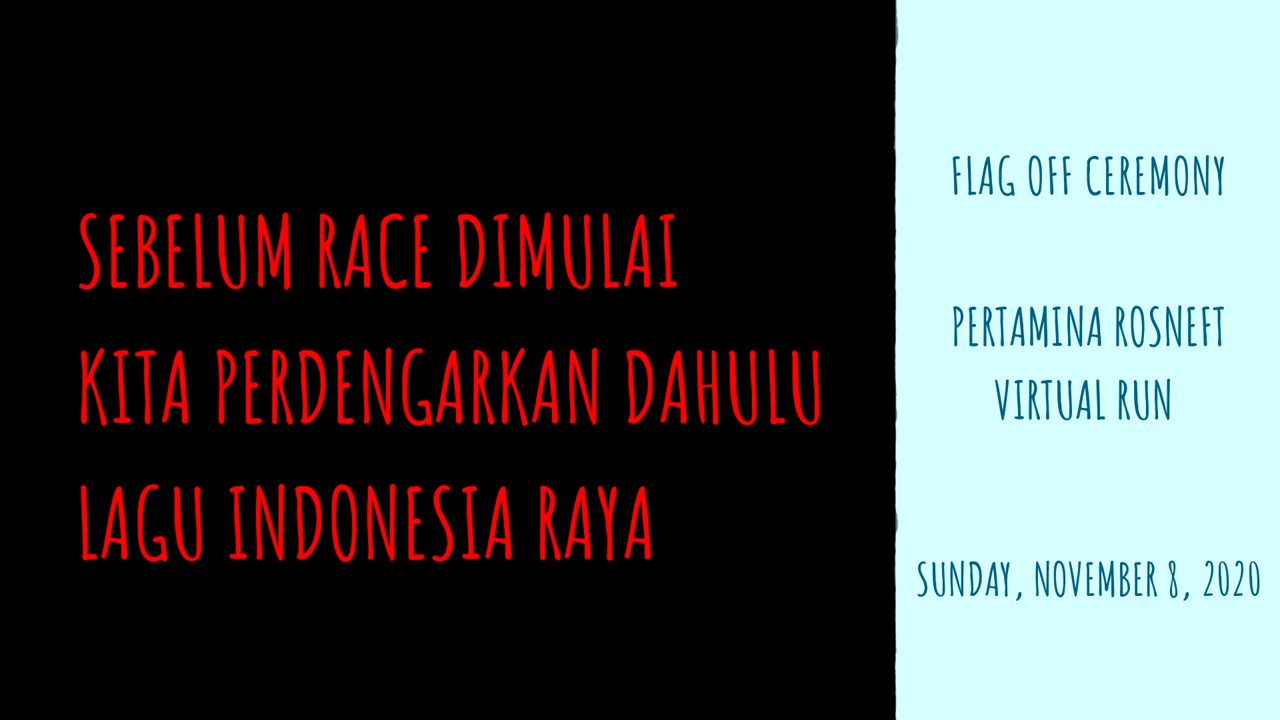 SEBELUM RACE DIMULAI
KITA PERDENGARKAN DAHULU
LAGU INDONESIA RAYA
FLAG OFF CEREMONY
PERTAMINA ROSNEFT
VIRTUAL RUN
SUNDAY, NOVEMBER 8, 2020